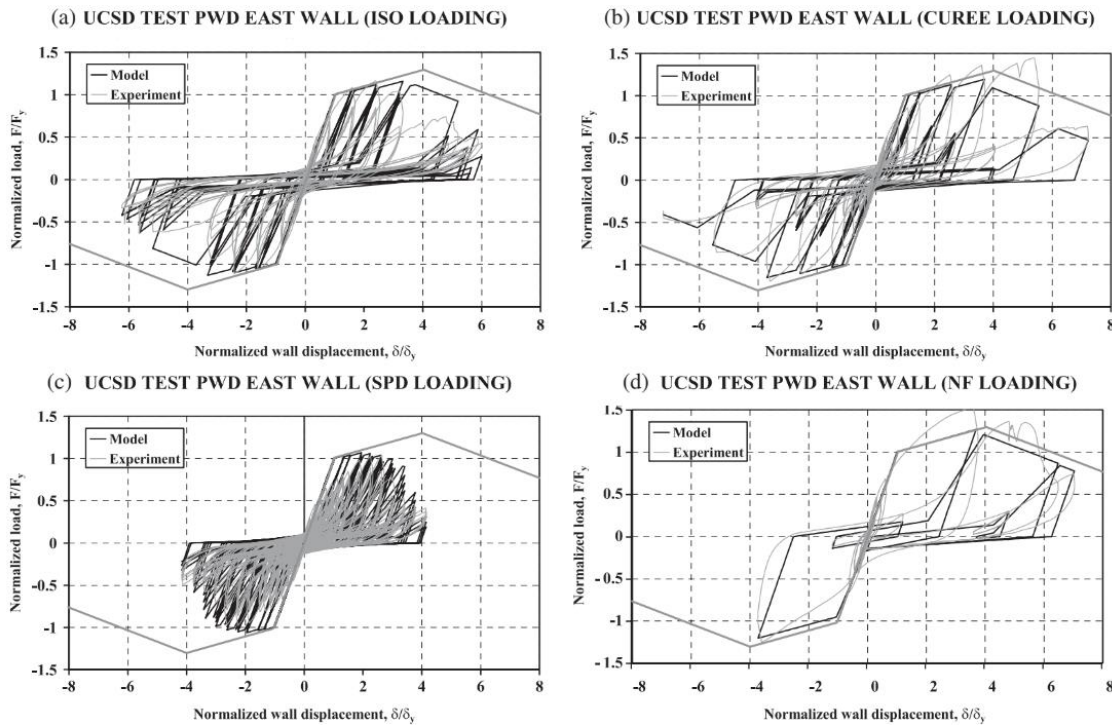 (a) UCSD TEST PWD EAST WALL (ISO LOADING)
1.5
1
0.5
0
-0.5
-1
-1.5
Normalized load, F/Fy
Model
Experiment
-8 -6 -4 -2 0 2 4 6 8
Normalized wall displacement, δ/δy
(b) UCSD TEST PWD EAST WALL (CUREE LOADING)
1.5
1
0.5
0
-0.5
-1
-1.5
Normalized load, F/Fy
Model
Experiment
-8 -6 -4 -2 0 2 4 6 8
Normalized wall displacement, δ/δy
(c) UCSD TEST PWD EAST WALL (SPD LOADING)
1.5
1
0.5
0
-0.5
-1
-1.5
Normalized load, F/Fy
Model
Experiment
-8 -6 -4 -2 0 2 4 6 8
Normalized wall displacement, δ/δy
(d) UCSD TEST PWD EAST WALL (NF LOADING)
1.5
1
0.5
0
-0.5
-1
-1.5
Normalized load, F/Fy
Model
Experiment
-8 -6 -4 -2 0 2 4 6 8
Normalized wall displacement, δ/δy